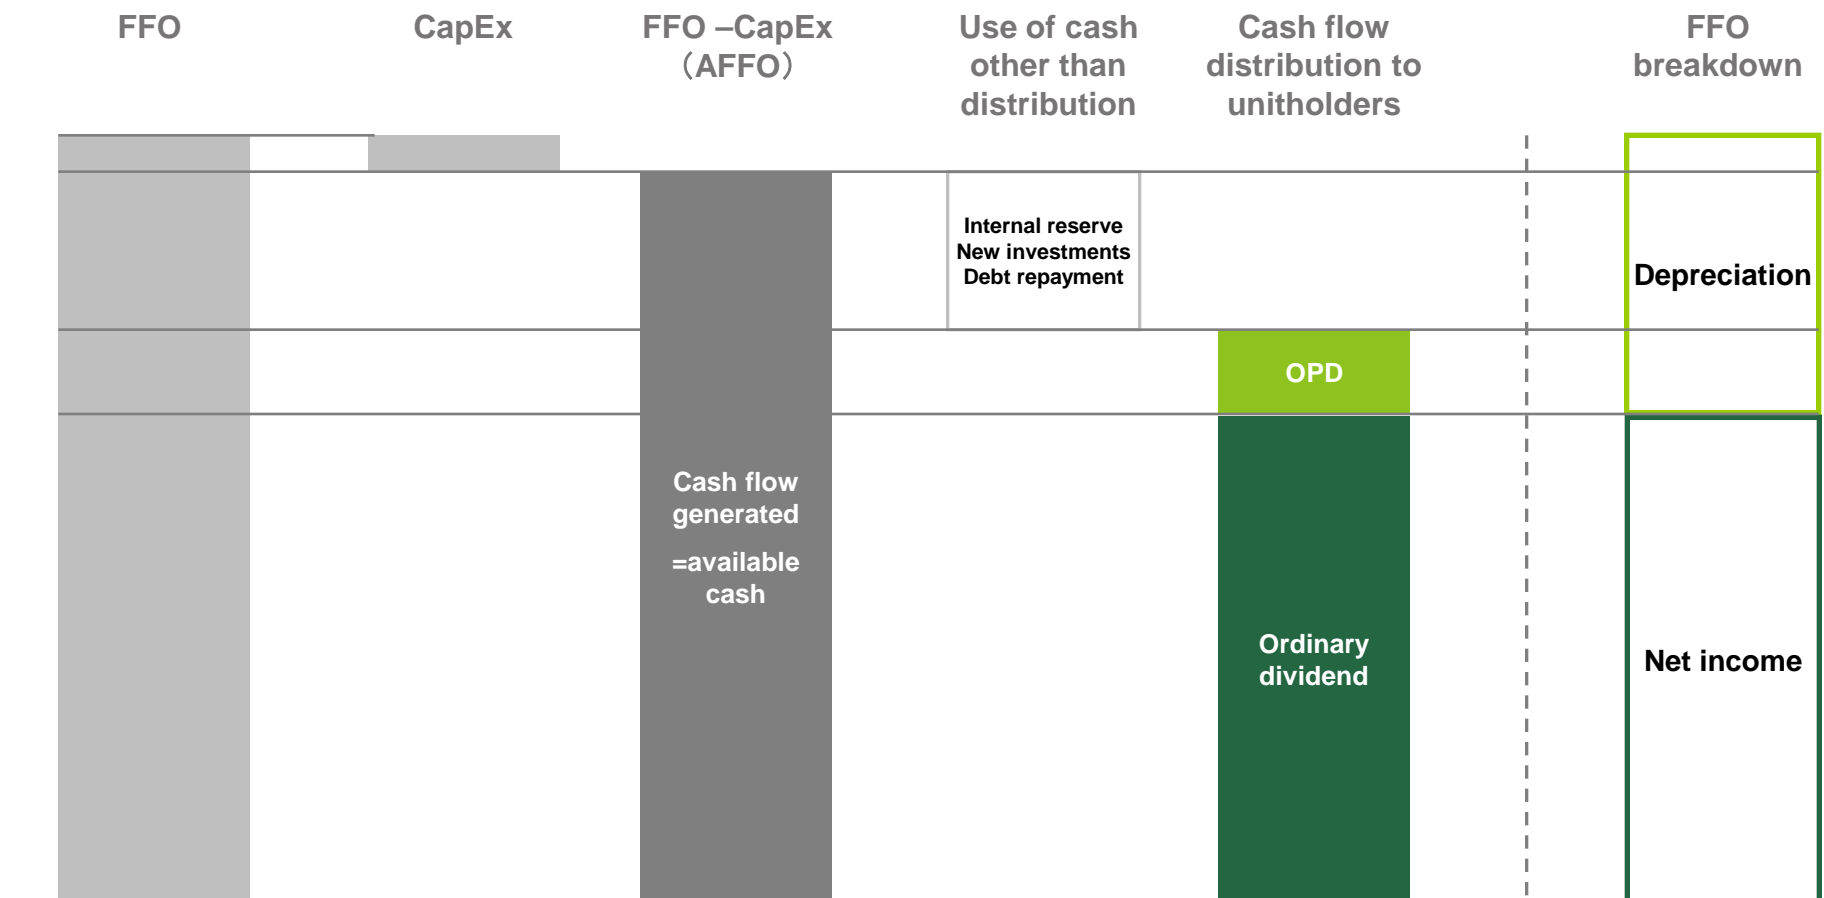 FFO
CapEx
FFO –CapEx
（AFFO）
Use of cash
other than
distribution
Cash flow
distribution to
unitholders
FFO
breakdown
Internal reserve
New investments
Debt repayment
Depreciation
OPD
Cash flow
generated
=available
cash
Ordinary
dividend
Net income